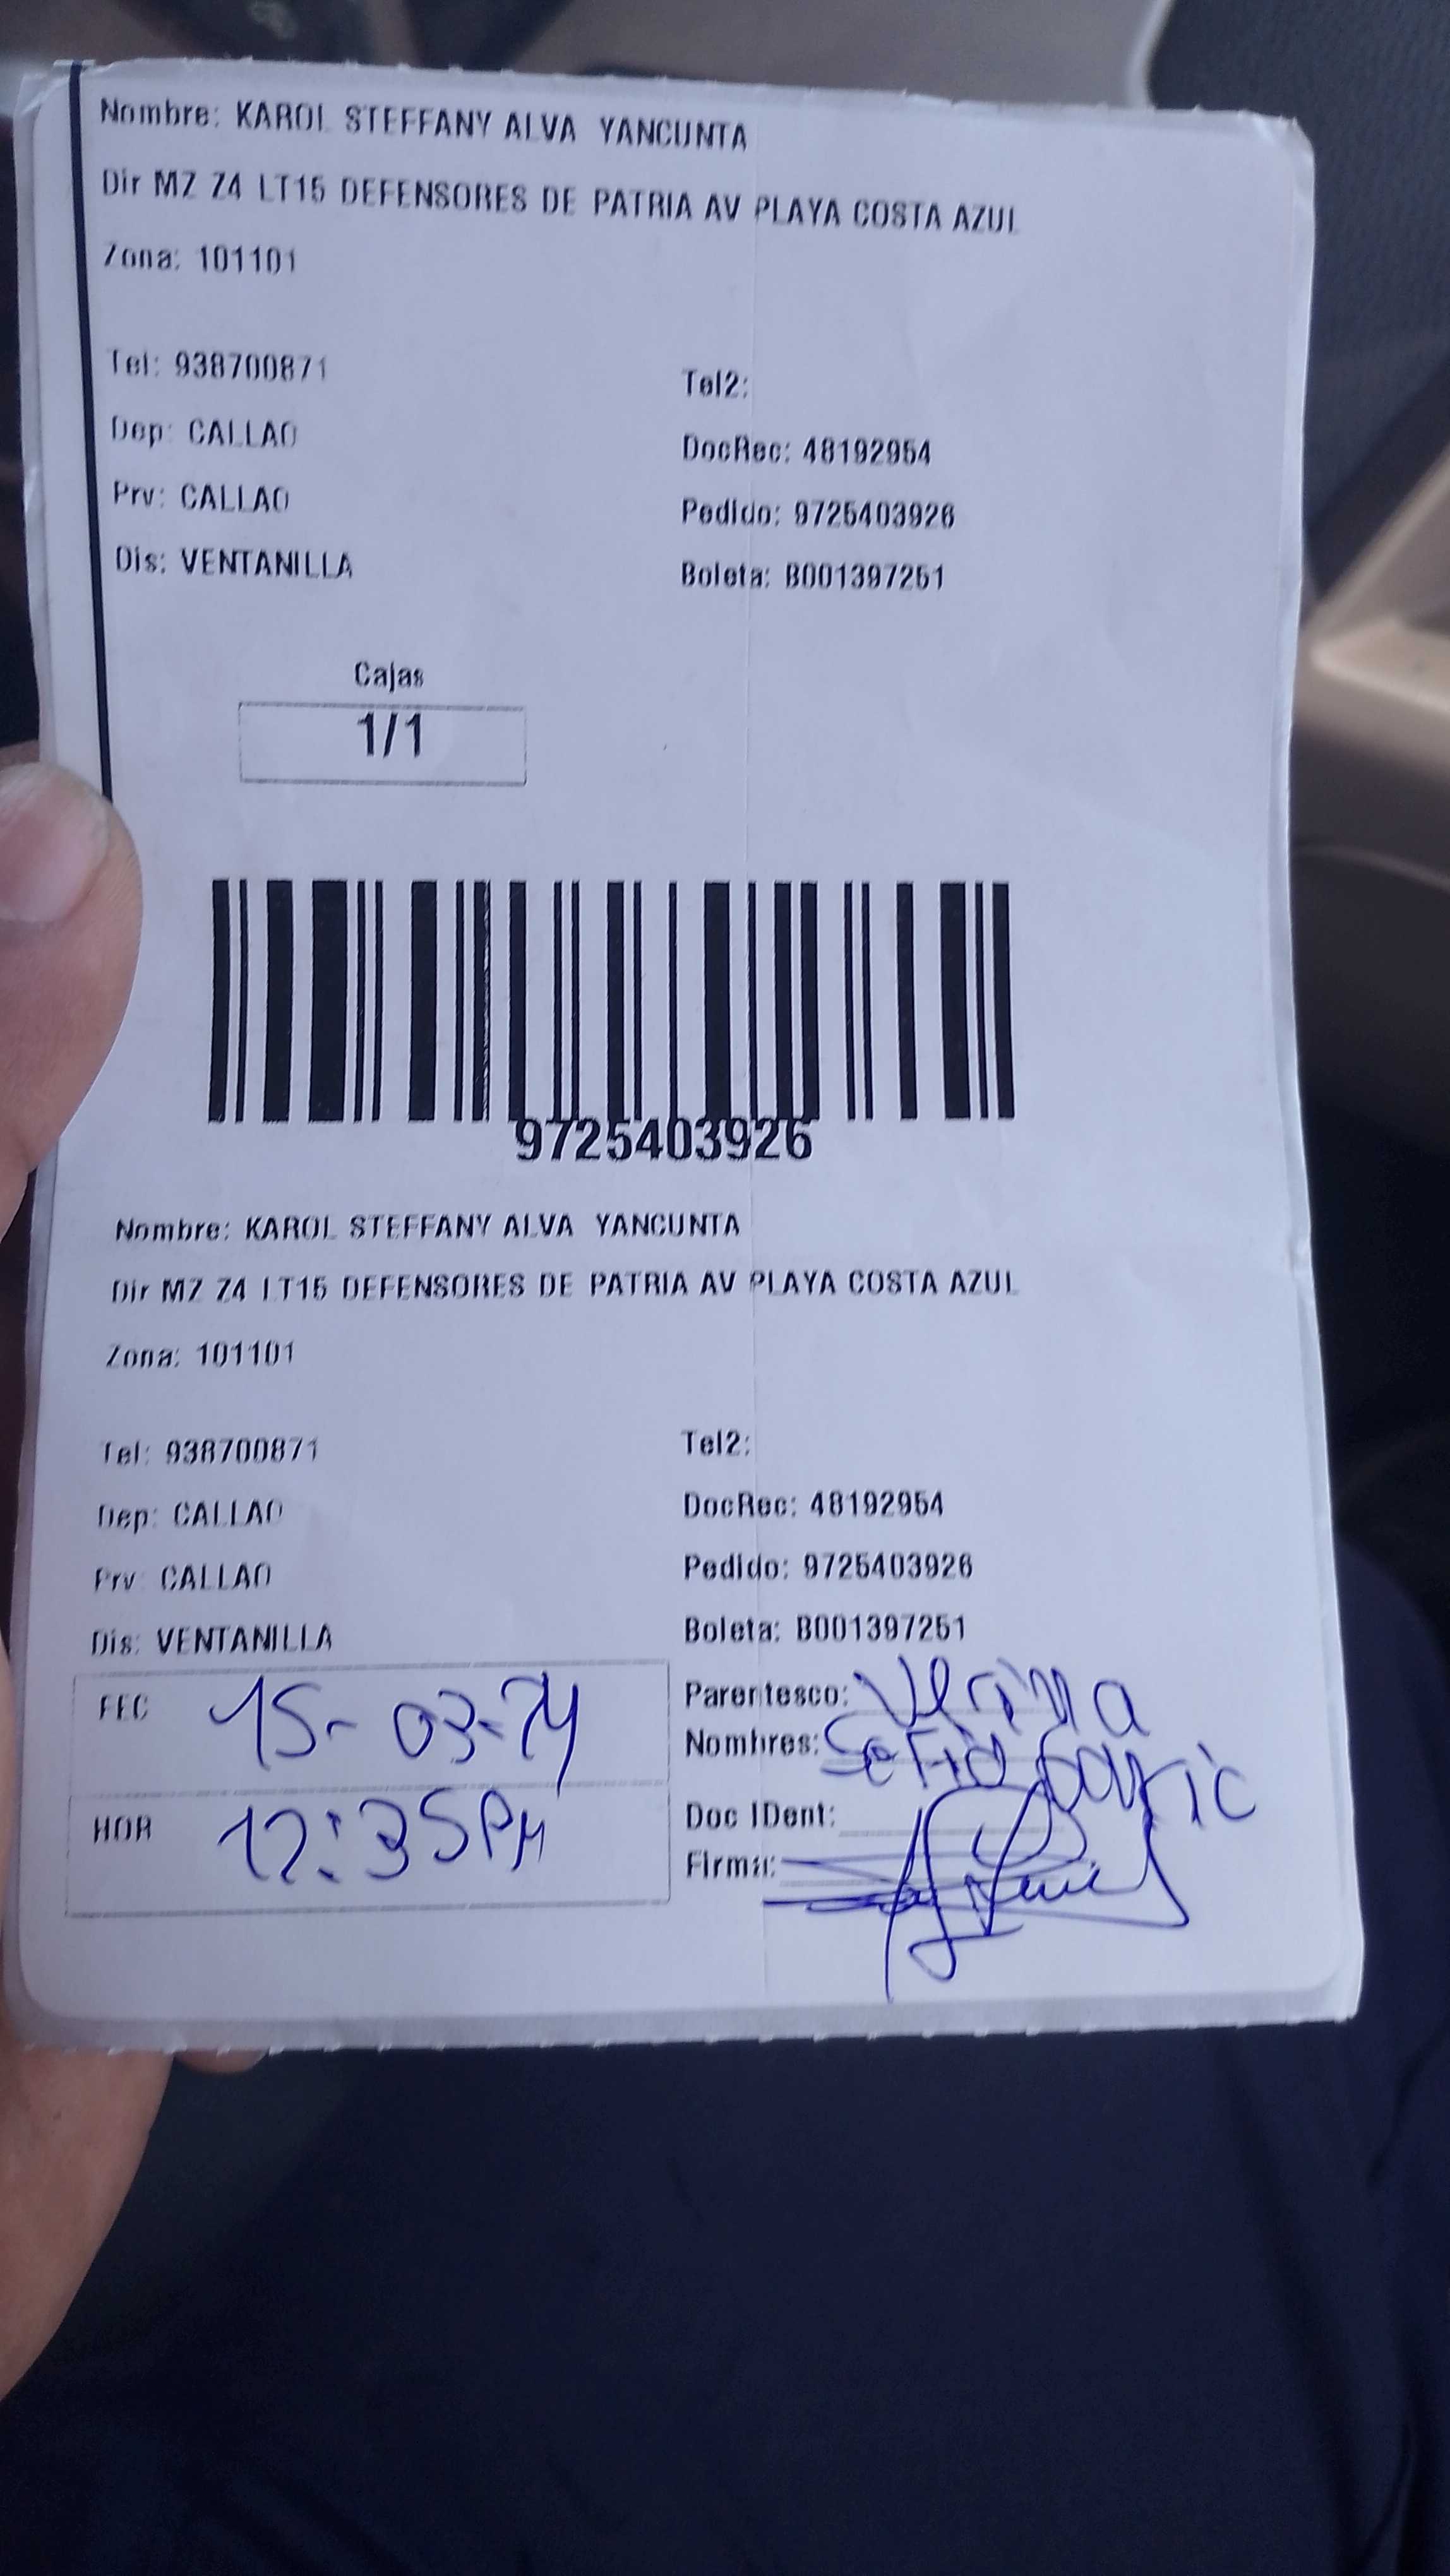 Nombre: KAROL STEFFANY ALVA YANCUNTA
Dir MZ Z4 LT15 DEFENSORES DE PATRIA AV PLAYA COSTA AZUL
Zona: 101101
Tel: 938700871 Tel2:
Dep: CALLAO DocRec: 48192954
Prv: CALLAO Pedido: 9725403926
Dis: VENTANILLA Boleta: B001397251
Cajas
1/1
9725403926
Nombre: KAROL STEFFANY ALVA YANCUNTA
Dir MZ Z4 LT15 DEFENSORES DE PATRIA AV PLAYA COSTA AZUL
Zona: 101101
Tel: 938700871 Tel2:
Dep: CALLAO DocRec: 48192954
Prv: CALLAO Pedido: 9725403926
Dis: VENTANILLA Boleta: B001397251
FEC 15-03-24 Parentesco:
Nombres: Sofia
HOR 12:35PM Doc IDent:
Firma: